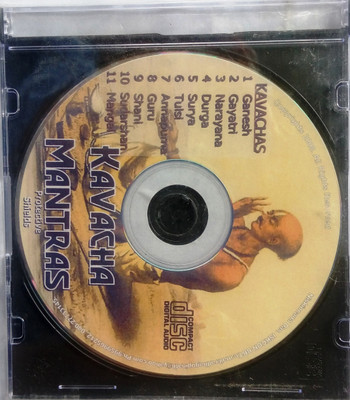 KAVACHAS
1 Ganesh
2 Gayatri
3 Narayana
4 Durga
5 Surya
6 Tulsi
7 Annapurna
8 Guru
9 Shani
10 Sudarshan
11 Mangal
KAVACHA
MANTRAS
Protective
Shields
COMPACT
disc
DIGITAL AUDIO